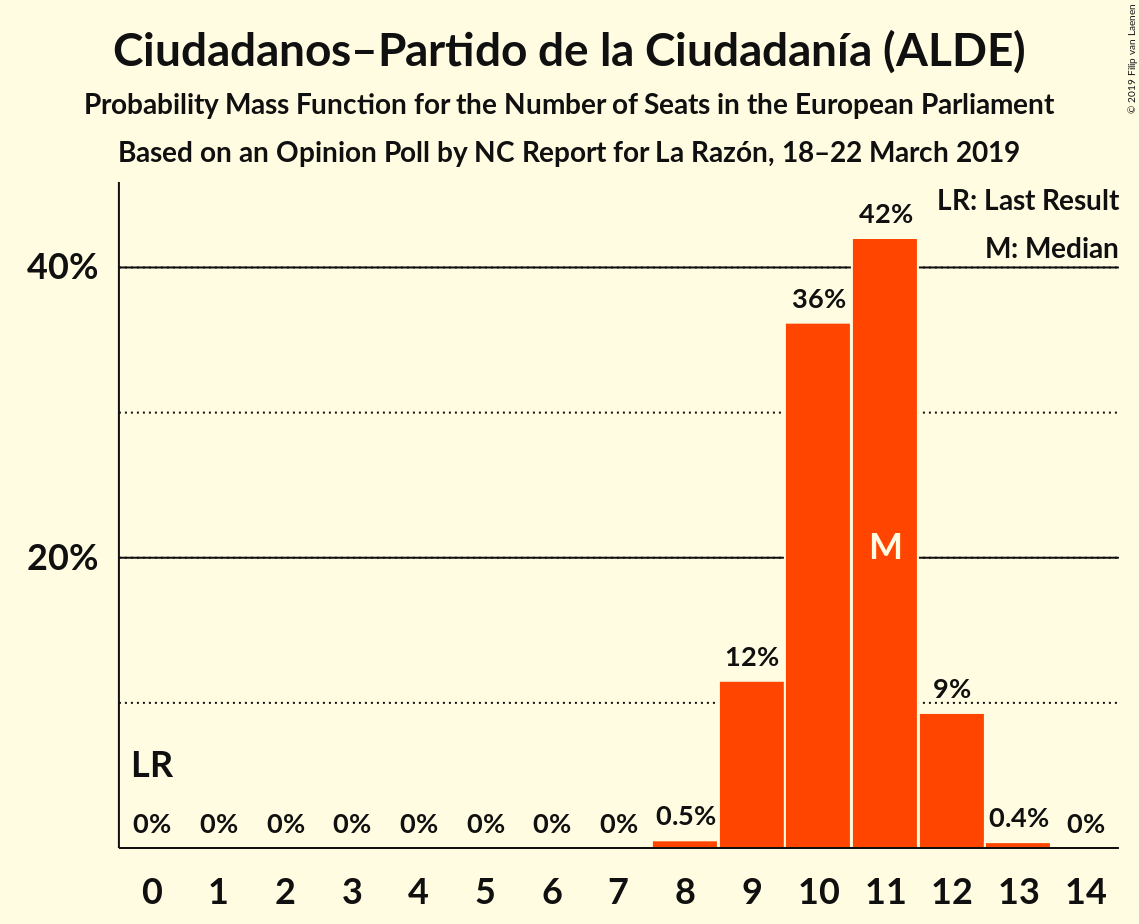 Ciudadanos–Partido de la Ciudadanía (ALDE)
Probability Mass Function for the Number of Seats in the European Parliament
Based on an Opinion Poll by NC Report for La Razón, 18–22 March 2019
© 2019 Filip van Laenen
LR: Last Result
M: Median
42%
40%
36%
20%
M
12%
9%
LR
0% 0% 0% 0% 0% 0% 0% 0% 0.5% 0.4% 0%
0 1 2 3 4 5 6 7 8 9 10 11 12 13 14